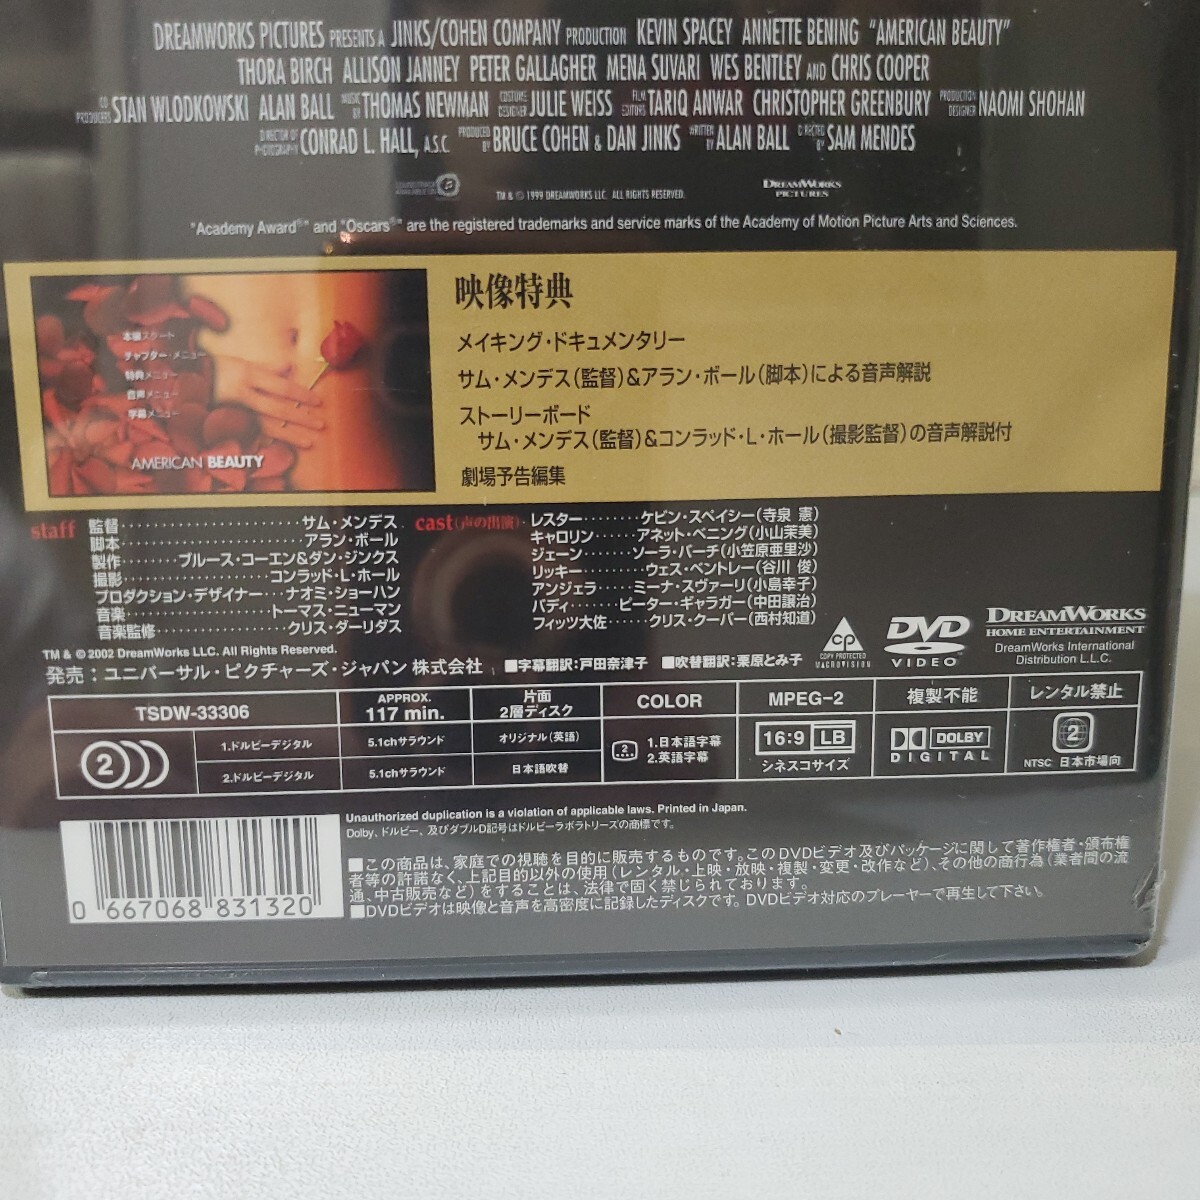 DREAMWORKS PICTURES PRESENTS A JINKS/COHEN COMPANY PRODUCTION KEVIN SPACEY ANNETTE BENING "AMERICAN BEAUTY"
THORA BIRCH ALLISON JANNEY PETER GALLAGHER MENA SUVARI WES BENTLEY AND CHRIS COOPER
CO PRODUCERS STAN WLODKOWSKI ALAN BALL MUSIC BY THOMAS NEWMAN COSTUME DESIGNER JULIE WEISS FILM EDITORS TARIQ ANWAR CHRISTOPHER GREENBURY PRODUCTION DESIGNER NAOMI SHOHAN
DIRECTOR OF PHOTOGRAPHY CONRAD L. HALL, A.S.C. PRODUCED BY BRUCE COHEN & DAN JINKS WRITTEN BY ALAN BALL DIRECTED BY SAM MENDES
SOUNDTRACK AVAILABLE ON
TM & © 1999 DREAMWORKS LLC. ALL RIGHTS RESERVED.
DREAMWORKS PICTURES
"Academy Award®" and "Oscars®" are the registered trademarks and service marks of the Academy of Motion Picture Arts and Sciences.
本編スタート
チャプター・メニュー
特典メニュー
音声メニュー
字幕メニュー
AMERICAN BEAUTY
映像特典
メイキング・ドキュメンタリー
サム・メンデス(監督)&アラン・ボール(脚本)による音声解説
ストーリーボード
サム・メンデス(監督)&コンラッド・L・ホール(撮影監督)の音声解説付
劇場予告編集
staff
監督・・・・・・・・・・・・サム・メンデス
脚本・・・・・・・・・・・・アラン・ボール
製作・・・・・・ブルース・コーエン&ダン・ジンクス
撮影・・・・・・・・・・コンラッド・L・ホール
プロダクション・デザイナー・・・ナオミ・ショーハン
音楽・・・・・・・・・・トーマス・ニューマン
音楽監修・・・・・・・・・クリス・ダーリダス
cast(声の出演)
レスター・・・・・・ケビン・スペイシー(寺泉 憲)
キャロリン・・・・・アネット・ベニング(小山茉美)
ジェーン・・・・・・ソーラ・バーチ(小笠原亜里沙)
リッキー・・・・・・ウェス・ベントレー(谷川 俊)
アンジェラ・・・・・ミーナ・スヴァーリ(小島幸子)
バディ・・・・・・ピーター・ギャラガー(中田譲治)
フィッツ大佐・・・・・クリス・クーパー(西村知道)
TM & © 2002 DreamWorks LLC. All Rights Reserved.
発売：ユニバーサル・ピクチャーズ・ジャパン 株式会社
■字幕翻訳：戸田奈津子 ■吹替翻訳：栗原とみ子
CP
COPY PROTECTED
MACROVISION
DVD
VIDEO
DREAMWORKS
HOME ENTERTAINMENT
DreamWorks International
Distribution L.L.C.
TSDW-33306
APPROX.
117 min.
片面
2層ディスク
COLOR
MPEG-2
複製不能
レンタル禁止
2
1.ドルビーデジタル
5.1chサラウンド
オリジナル(英語)
2.ドルビーデジタル
5.1chサラウンド
日本語吹替
2
1.日本語字幕
2.英語字幕
16:9 LB
シネスコサイズ
DOLBY
DIGITAL
2
NTSC 日本市場向
Unauthorized duplication is a violation of applicable laws. Printed in Japan.
Dolby、ドルビー、及びダブルD記号はドルビーラボラトリーズの商標です。
0 667068 831320
■この商品は、家庭での視聴を目的に販売するものです。このDVDビデオ及びパッケージに関して著作権者・頒布権
者等の許諾なく、上記目的以外の使用(レンタル・上映・放映・複製・変更・改作など)、その他の商行為(業者間の流
通、中古販売など)をすることは、法律で固く禁じられております。
■DVDビデオは映像と音声を高密度に記録したディスクです。DVDビデオ対応のプレーヤーで再生して下さい。